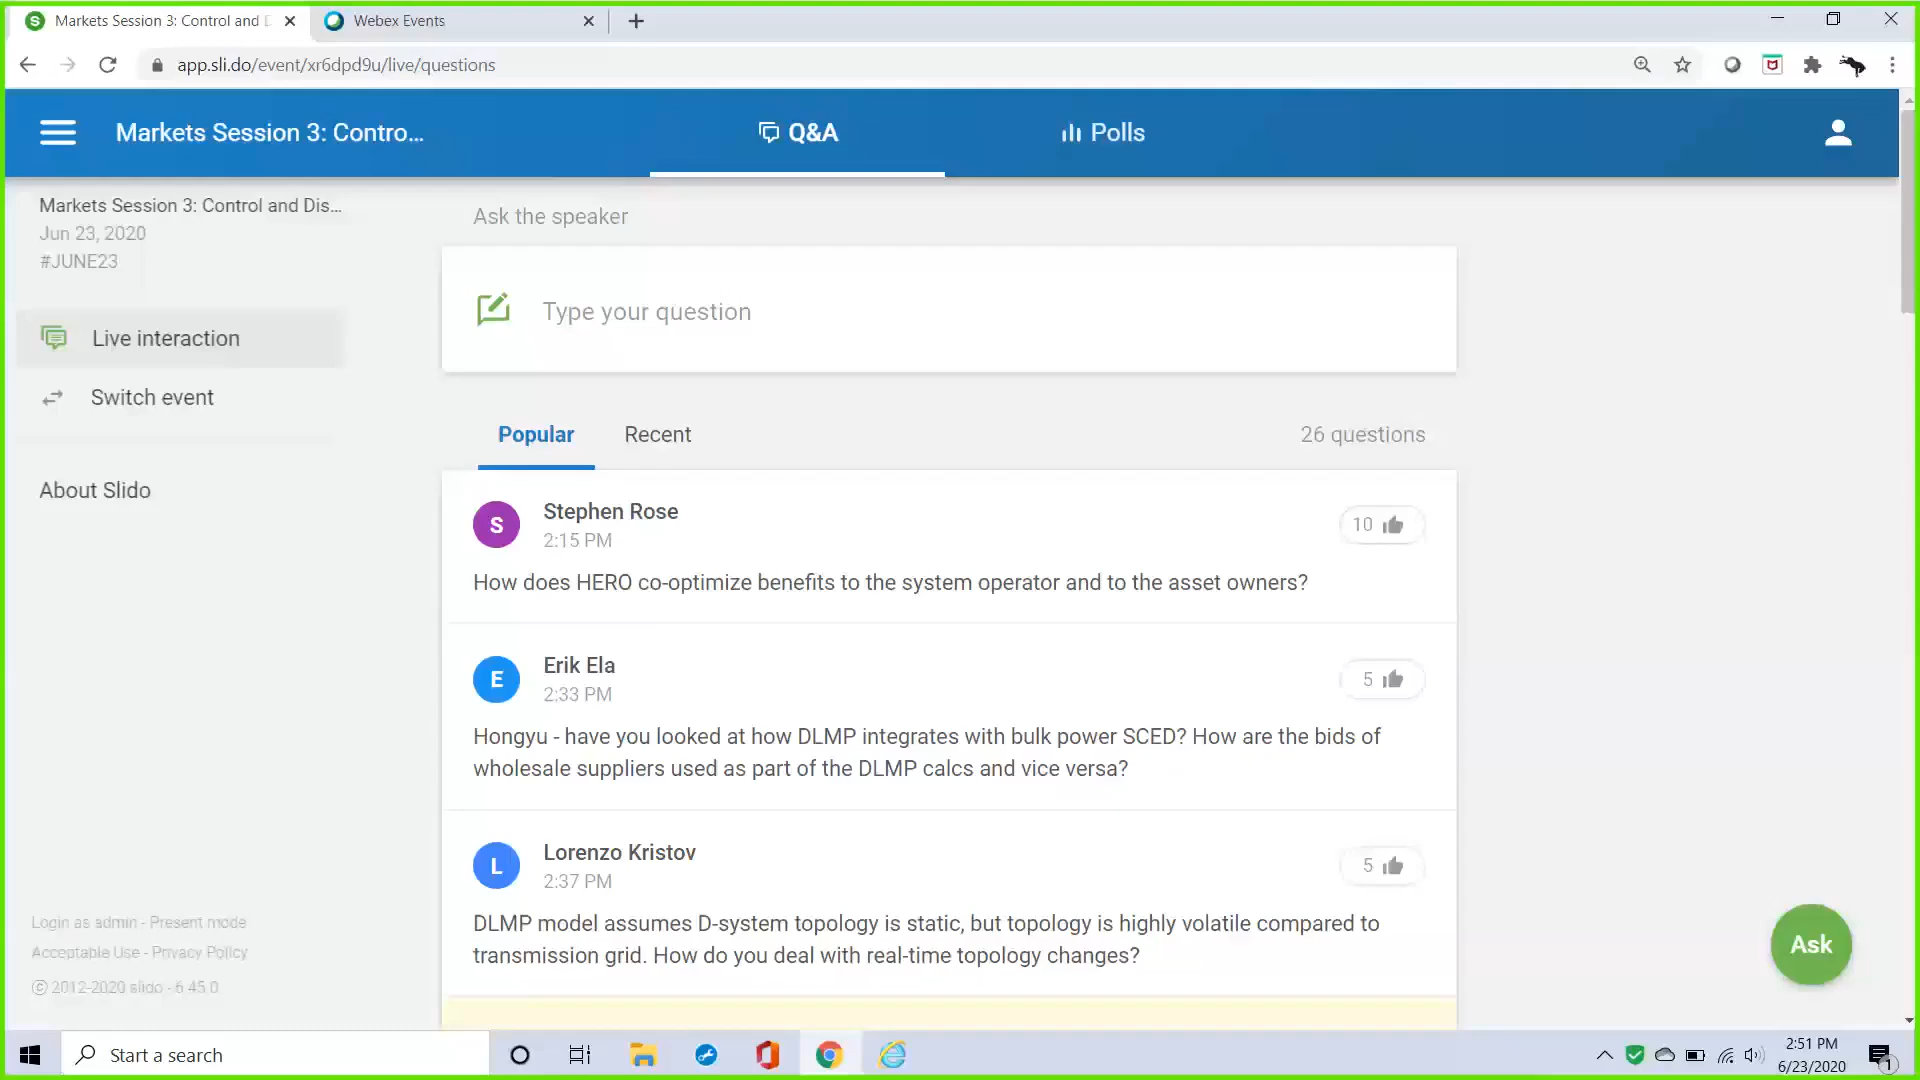 Markets Session 3: Control and D
Webex Events
app.sli.do/event/xr6dpd9u/live/questions
Markets Session 3: Contro...
Q&A
Polls
Markets Session 3: Control and Dis...
Jun 23, 2020
#JUNE23
Live interaction
Switch event
About Slido
Login as admin - Present mode
Acceptable Use - Privacy Policy
© 2012-2020 slido - 6.45.0
Ask the speaker
Type your question
Popular
Recent
26 questions
S
Stephen Rose
2:15 PM
10
How does HERO co-optimize benefits to the system operator and to the asset owners?
E
Erik Ela
2:33 PM
5
Hongyu - have you looked at how DLMP integrates with bulk power SCED? How are the bids of
wholesale suppliers used as part of the DLMP calcs and vice versa?
L
Lorenzo Kristov
2:37 PM
5
DLMP model assumes D-system topology is static, but topology is highly volatile compared to
transmission grid. How do you deal with real-time topology changes?
Ask
Start a search
2:51 PM
6/23/2020
1